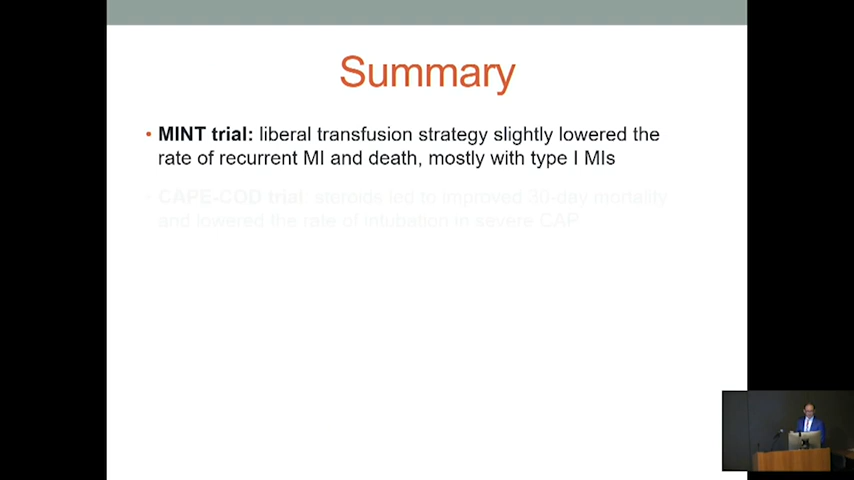 Summary
• MINT trial: liberal transfusion strategy slightly lowered the
rate of recurrent MI and death, mostly with type I MIs
• CAPE-COD trial: steroids led to improved 30-day mortality
and lowered the rate of intubation in severe CAP